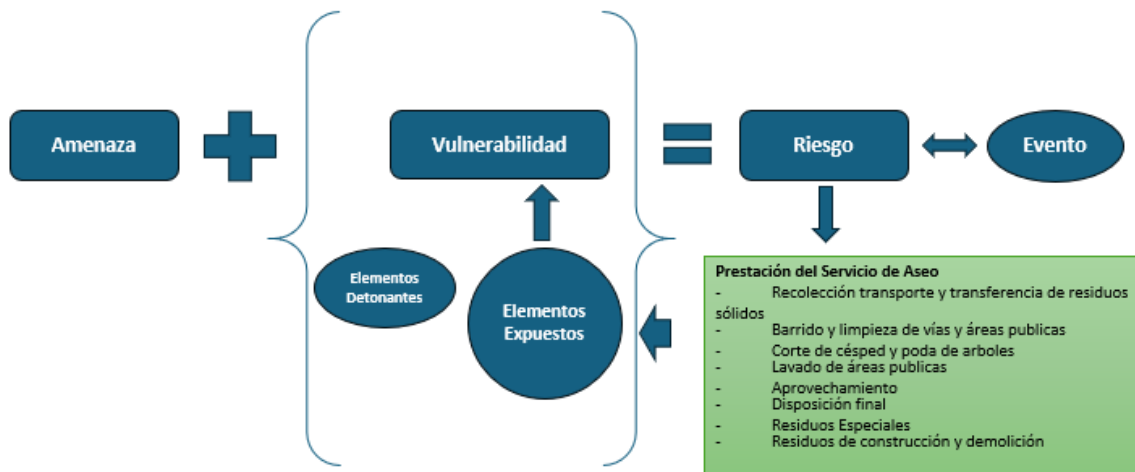 Amenaza
Vulnerabilidad
Riesgo
Evento
Elementos
Detonantes
Elementos
Expuestos
Prestación del Servicio de Aseo
- Recolección transporte y transferencia de residuos
sólidos
- Barrido y limpieza de vías y áreas publicas
- Corte de césped y poda de arboles
- Lavado de áreas publicas
- Aprovechamiento
- Disposición final
- Residuos Especiales
- Residuos de construcción y demolición